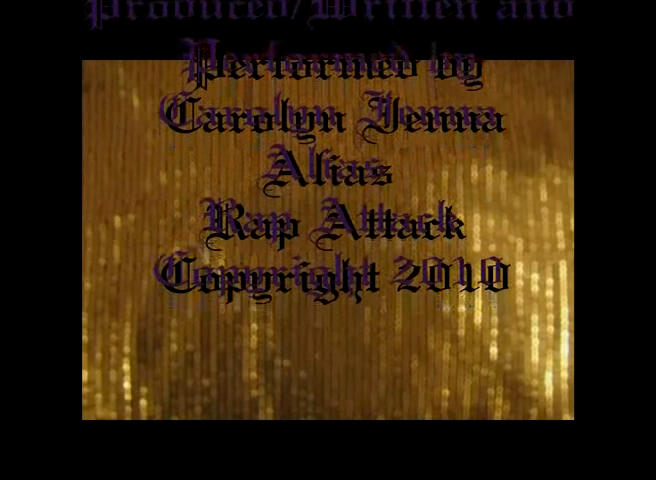 Produced/Written and
Performed by
Carolyn Jenna
Alias
Rap Attack
Copyright 2010